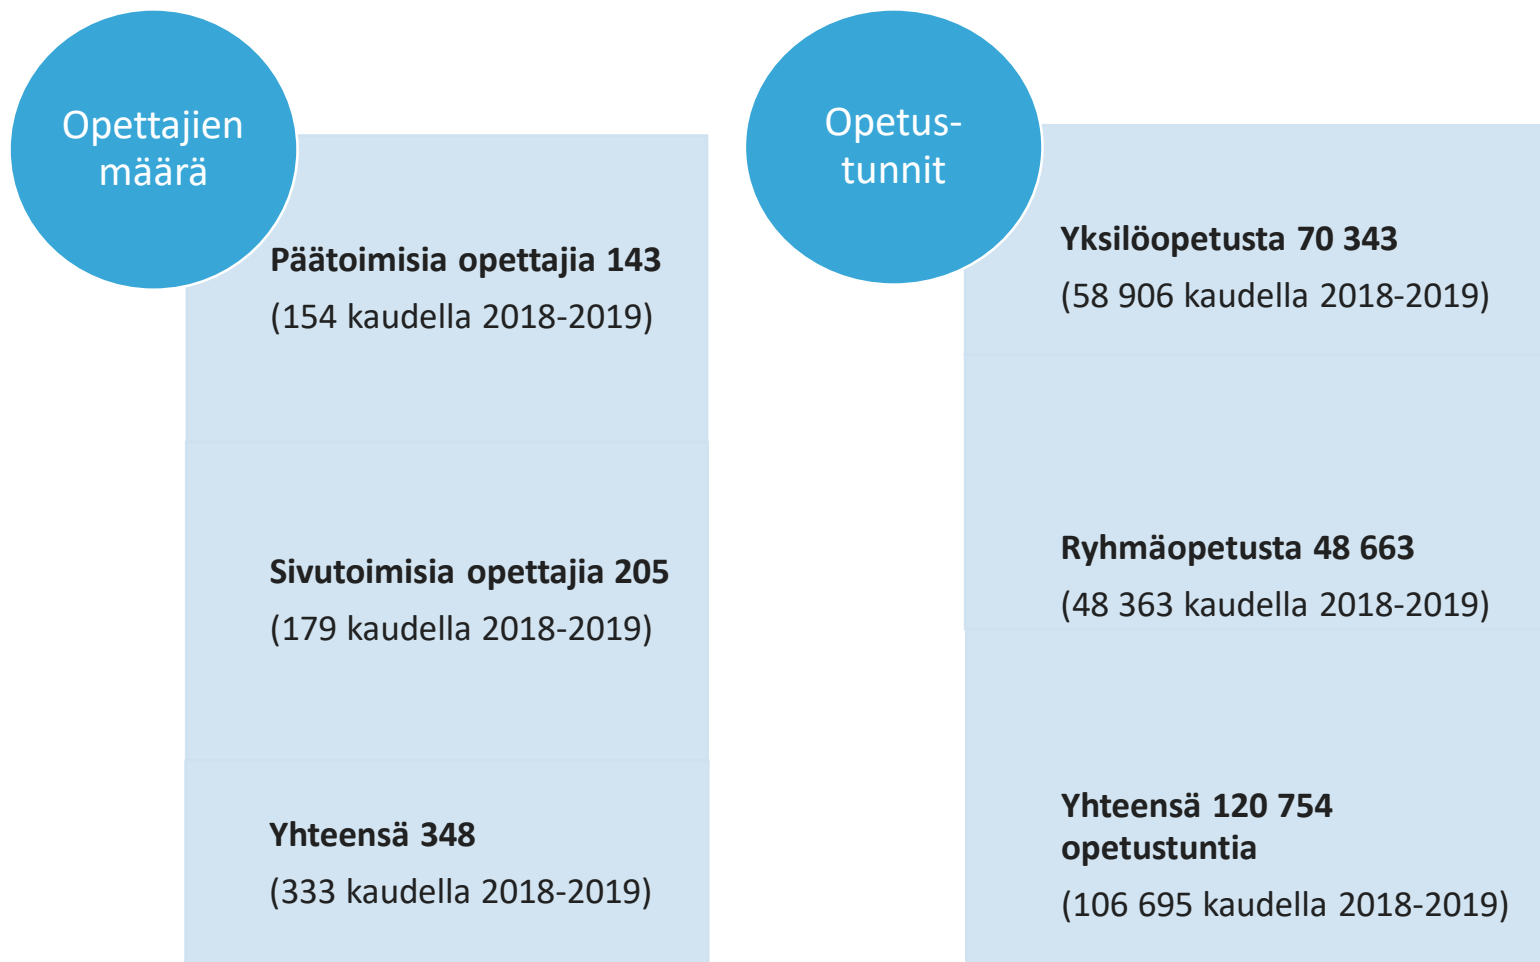 Opettajien
määrä
Päätoimisia opettajia 143
(154 kaudella 2018-2019)
Sivutoimisia opettajia 205
(179 kaudella 2018-2019)
Yhteensä 348
(333 kaudella 2018-2019)
Opetus-
tunnit
Yksilöopetusta 70 343
(58 906 kaudella 2018-2019)
Ryhmäopetusta 48 663
(48 363 kaudella 2018-2019)
Yhteensä 120 754
opetustuntia
(106 695 kaudella 2018-2019)